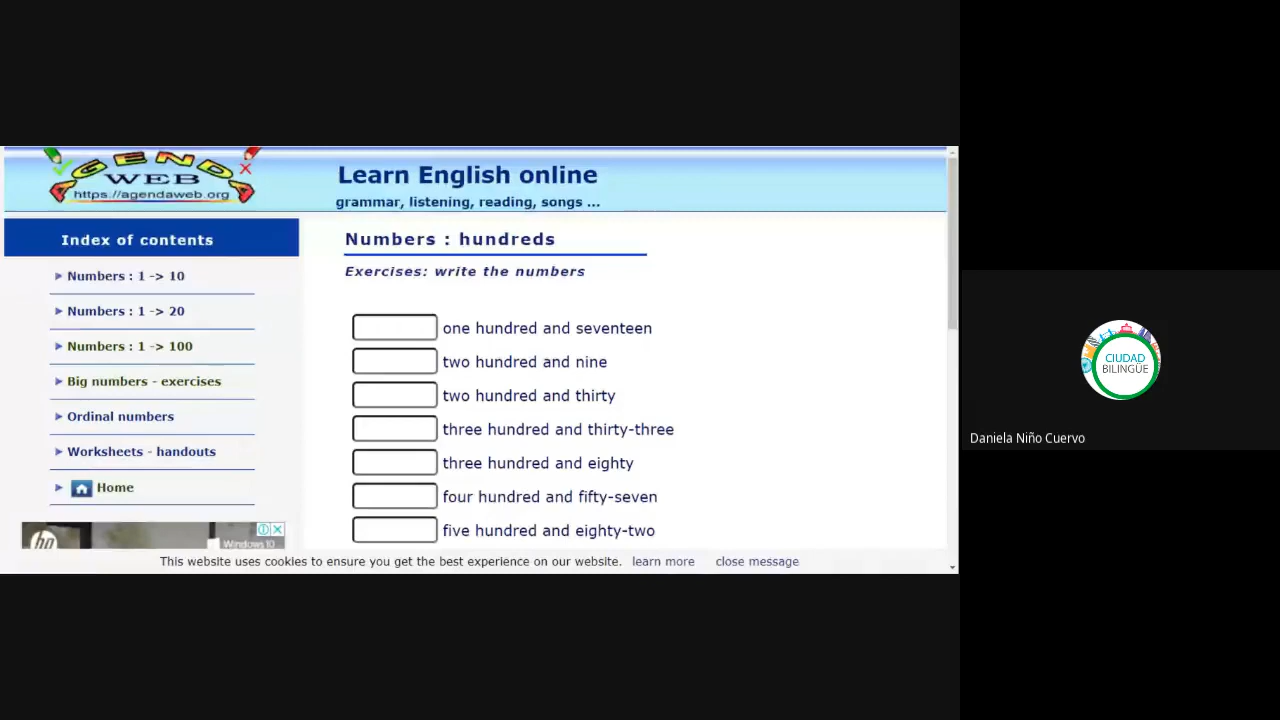 GEND
WEB
https://agendaweb.org
Learn English online
grammar, listening, reading, songs ...
Index of contents
Numbers : 1 -> 10
Numbers : 1 -> 20
Numbers : 1 -> 100
Big numbers - exercises
Ordinal numbers
Worksheets - handouts
Home
hp
Windows 10
Numbers : hundreds
Exercises: write the numbers
one hundred and seventeen
two hundred and nine
two hundred and thirty
three hundred and thirty-three
three hundred and eighty
four hundred and fifty-seven
five hundred and eighty-two
This website uses cookies to ensure you get the best experience on our website. learn more close message
CIUDAD
BILINGÜE
Daniela Niño Cuervo